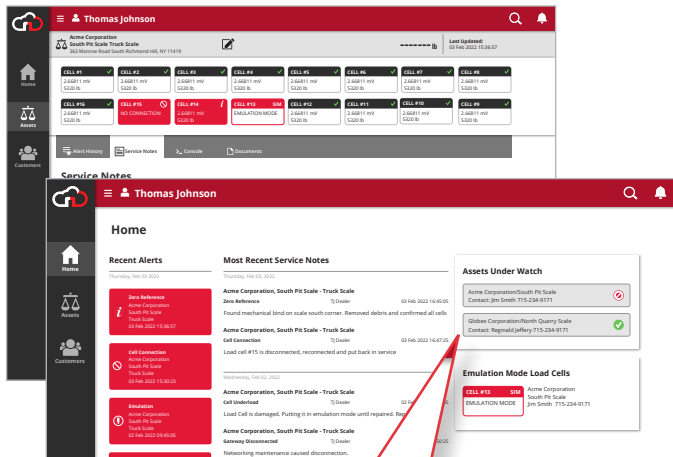 Thomas Johnson
Acme Corporation
South Pit Scale Truck Scale
363 Monroe Road South Richmond Hill, NY 11419
-------- lb
Last Updated:
03 Feb 2022 15:36:57
CELL #1
2.66811 mV
5320 lb
CELL #2
2.66811 mV
5320 lb
CELL #3
2.66811 mV
5320 lb
CELL #4
2.66811 mV
5320 lb
CELL #5
2.66811 mV
5320 lb
CELL #6
2.66811 mV
5320 lb
CELL #7
2.66811 mV
5320 lb
CELL #8
2.66811 mV
5320 lb
CELL #16
2.66811 mV
5320 lb
CELL #15
NO CONNECTION
CELL #14 i
2.66811 mV
5320 lb
CELL #13 SIM
EMULATION MODE
CELL #12
2.66811 mV
5320 lb
CELL #11
2.66811 mV
5320 lb
CELL #10
2.66811 mV
5320 lb
CELL #9
2.66811 mV
5320 lb
Home
Assets
Customers
Alert History
Service Notes
Console
Documents
Service Notes
Thomas Johnson
Home
Assets
Customers
Home
Recent Alerts
Thursday, Feb 03 2022
Zero Reference
Acme Corporation
South Pit Scale
Truck Scale
03 Feb 2022 15:36:57
Cell Connection
Acme Corporation
South Pit Scale
Truck Scale
03 Feb 2022 15:30:23
Emulation
Acme Corporation
South Pit Scale
Truck Scale
02 Feb 2022 09:45:05
Most Recent Service Notes
Thursday, Feb 03, 2022
Acme Corporation, South Pit Scale - Truck Scale
Zero Reference TJ Dealer 03 Feb 2022 16:45:05
Found mechanical bind on scale south corner. Removed debris and confirmed all cells
Acme Corporation, South Pit Scale - Truck Scale
Cell Connection TJ Dealer 03 Feb 2022 16:47:25
Load cell #15 is disconnected, reconnected and put back in service
Wednesday, Feb 02, 2022
Acme Corporation, South Pit Scale - Truck Scale
Cell Underload TJ Dealer 02
Load Cell is damaged. Putting it in emulation mode until repaired.
Acme Corporation, South Pit Scale - Truck Scale
Gateway Disconnected TJ Dealer
Networking maintenance caused disconnection.
Assets Under Watch
Acme Corporation/South Pit Scale
Contact: Jim Smith 715-234-9171
Globex Corporation/North Quarry Scale
Contact: Reginald Jeffery 715-234-9171
Emulation Mode Load Cells
CELL #13 SIM
EMULATION MODE
Acme Corporation
South Pit Scale
Jim Smith 715-234-9171